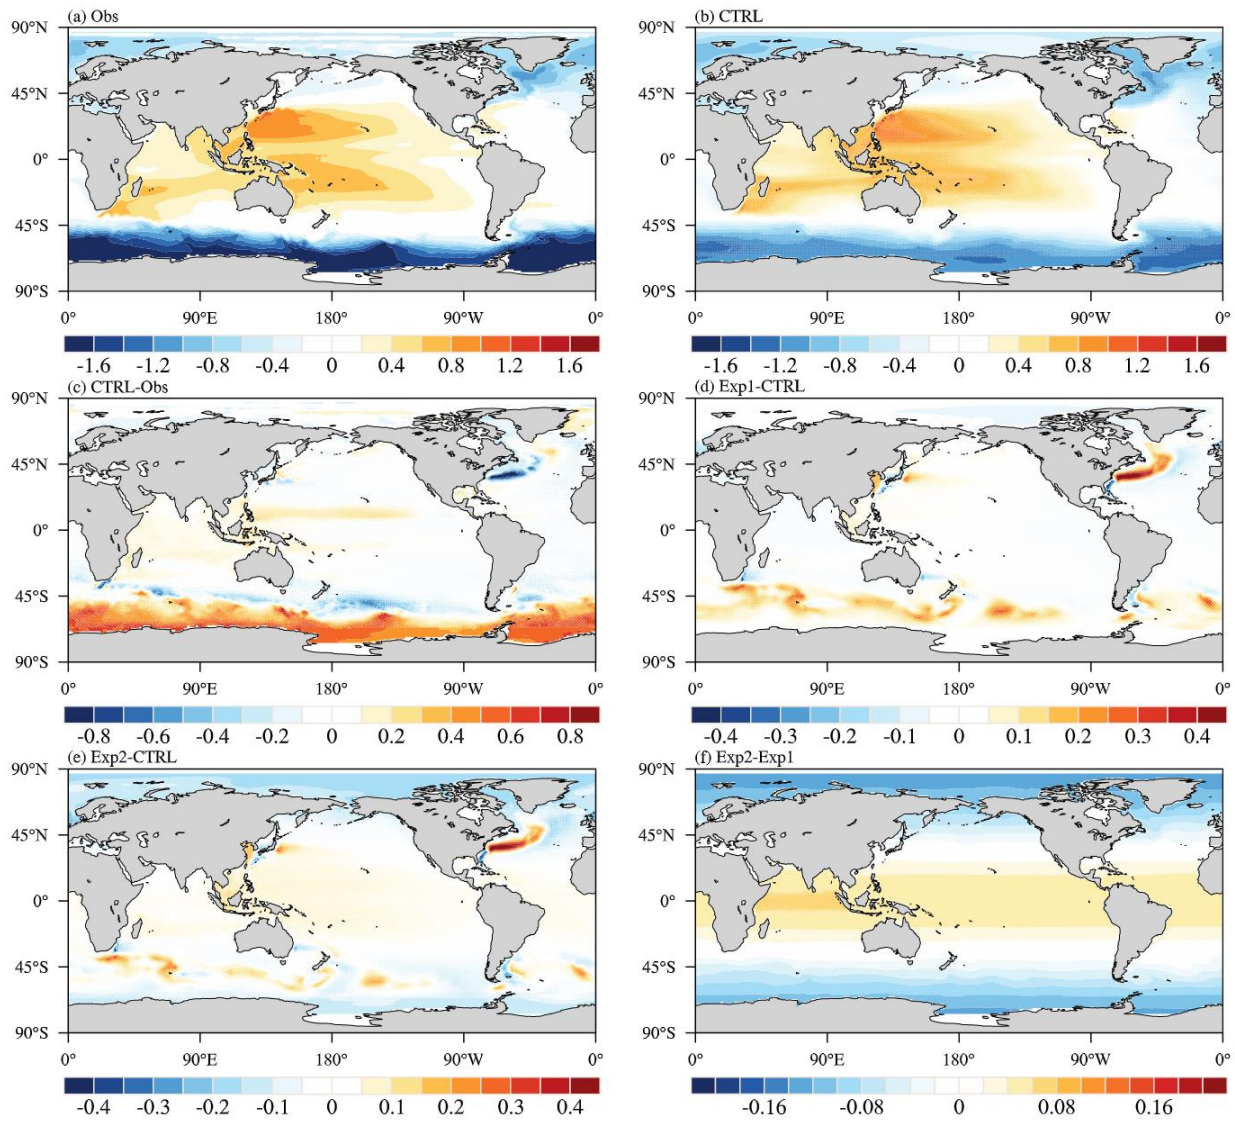 (a) Obs (b) CTRL
90°N 90°N
45°N 45°N
0° 0°
45°S 45°S
90°S 90°S
0° 90°E 180° 90°W 0° 0° 90°E 180° 90°W 0°
-1.6 -1.2 -0.8 -0.4 0 0.4 0.8 1.2 1.6 -1.6 -1.2 -0.8 -0.4 0 0.4 0.8 1.2 1.6
(c) CTRL-Obs (d) Exp1-CTRL
90°N 90°N
45°N 45°N
0° 0°
45°S 45°S
90°S 90°S
0° 90°E 180° 90°W 0° 0° 90°E 180° 90°W 0°
-0.8 -0.6 -0.4 -0.2 0 0.2 0.4 0.6 0.8 -0.4 -0.3 -0.2 -0.1 0 0.1 0.2 0.3 0.4
(e) Exp2-CTRL (f) Exp2-Exp1
90°N 90°N
45°N 45°N
0° 0°
45°S 45°S
90°S 90°S
0° 90°E 180° 90°W 0° 0° 90°E 180° 90°W 0°
-0.4 -0.3 -0.2 -0.1 0 0.1 0.2 0.3 0.4 -0.16 -0.08 0 0.08 0.16